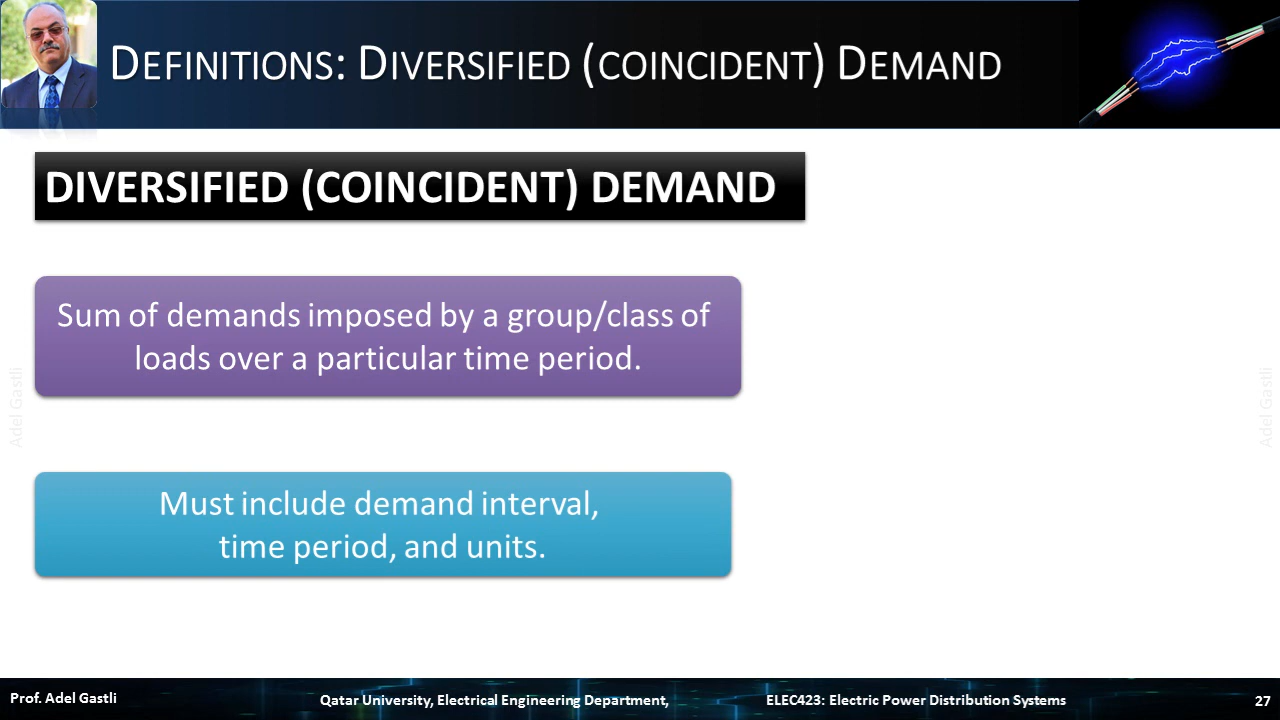 DEFINITIONS: DIVERSIFIED (COINCIDENT) DEMAND
DIVERSIFIED (COINCIDENT) DEMAND
Sum of demands imposed by a group/class of
loads over a particular time period.
Adel Gastli
Adel Gastli
Must include demand interval,
time period, and units.
Prof. Adel Gastli
Qatar University, Electrical Engineering Department,
ELEC423: Electric Power Distribution Systems
27